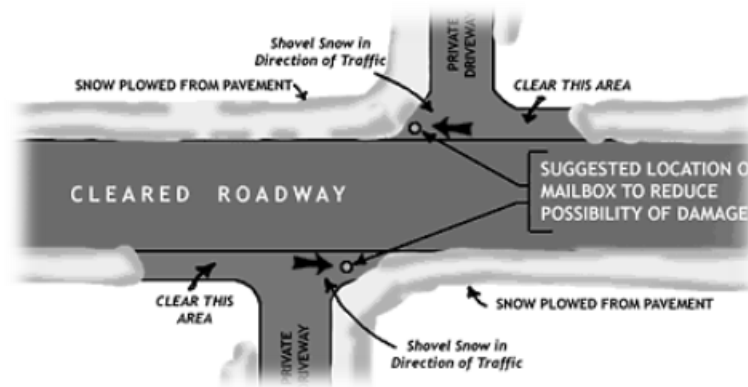 Shovel Snow in
Direction of Traffic
PRIVATE
DRIVEWAY
SNOW PLOWED FROM PAVEMENT
CLEAR THIS AREA
SUGGESTED LOCATION O
MAILBOX TO REDUCE
POSSIBILITY OF DAMAGE
CLEARED ROADWAY
CLEAR THIS
AREA
SNOW PLOWED FROM PAVEMENT
PRIVATE
DRIVEWAY
Shovel Snow in
Direction of Traffic